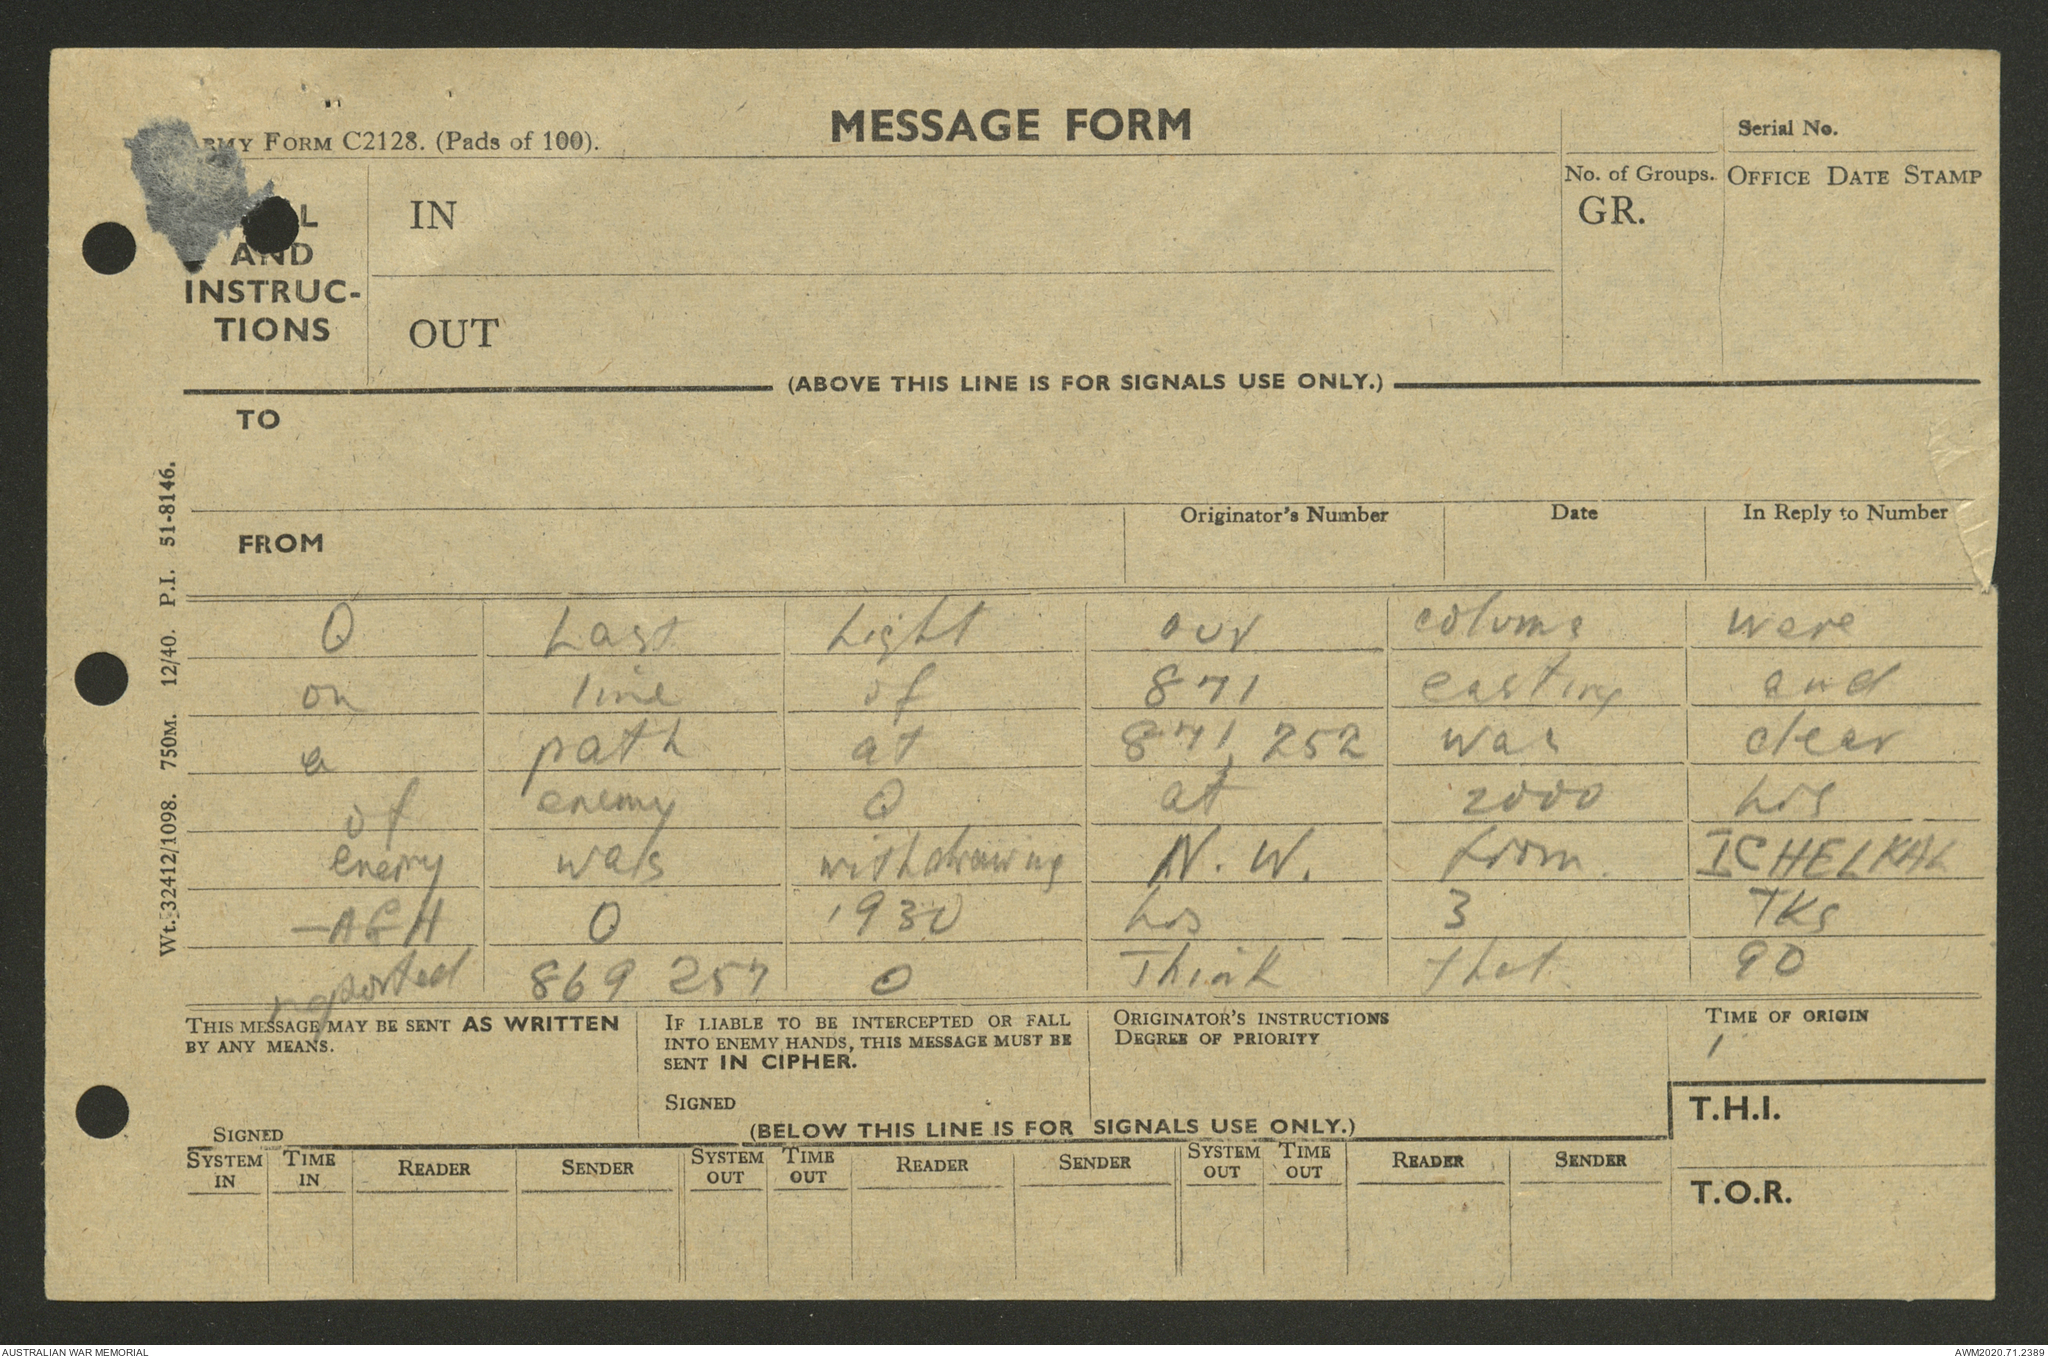 MESSAGE FORM
ARMY FORM C2128. (Pads of 100).
Serial No.
No. of Groups.
GR.
OFFICE DATE STAMP
AND
INSTRUC-
TIONS
IN
OUT
(ABOVE THIS LINE IS FOR SIGNALS USE ONLY.)
TO
FROM
Originator's Number
Date
In Reply to Number
Wt. 32412/1098. 750M. 12/40. P.I. 51-8146.
O Last Light our colums were
on line of 871 easting and
a path at 871 252 was clear
of enemy O at 2000 hrs
enemy was withdrawing N.W. from ICHELKAL
O 1930 hrs 3 TKs
reported 869 257 O Think that 90
THIS MESSAGE MAY BE SENT AS WRITTEN
BY ANY MEANS.
SIGNED
IF LIABLE TO BE INTERCEPTED OR FALL
INTO ENEMY HANDS, THIS MESSAGE MUST BE
SENT IN CIPHER.
SIGNED
ORIGINATOR'S INSTRUCTIONS
DEGREE OF PRIORITY
TIME OF ORIGIN
(BELOW THIS LINE IS FOR SIGNALS USE ONLY.)
T.H.I.
T.O.R.
SYSTEM IN TIME IN READER SENDER SYSTEM OUT TIME OUT READER SENDER SYSTEM OUT TIME OUT READER SENDER
AUSTRALIAN WAR MEMORIAL
AWM2020.71.2389